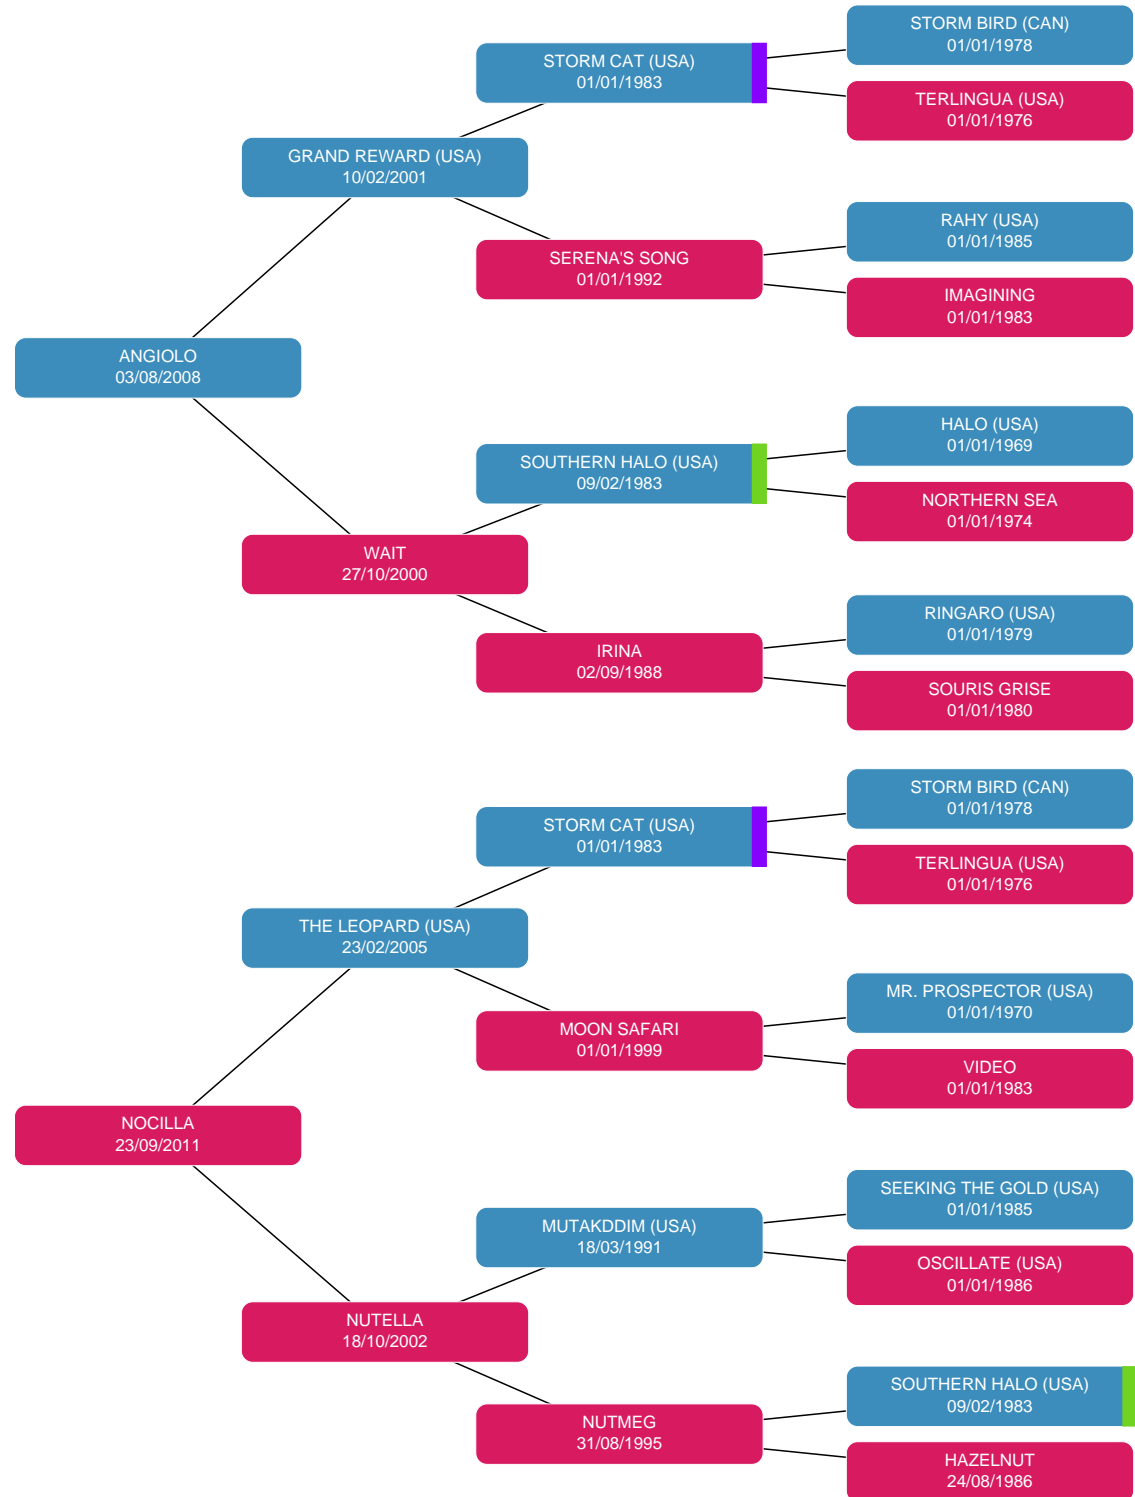 STORM BIRD (CAN)
01/01/1978
STORM CAT (USA)
01/01/1983
TERLINGUA (USA)
01/01/1976
GRAND REWARD (USA)
10/02/2001
RAHY (USA)
01/01/1985
SERENA'S SONG
01/01/1992
IMAGINING
01/01/1983
ANGIOLO
03/08/2008
HALO (USA)
01/01/1969
SOUTHERN HALO (USA)
09/02/1983
NORTHERN SEA
01/01/1974
WAIT
27/10/2000
RINGARO (USA)
01/01/1979
IRINA
02/09/1988
SOURIS GRISE
01/01/1980
STORM BIRD (CAN)
01/01/1978
STORM CAT (USA)
01/01/1983
TERLINGUA (USA)
01/01/1976
THE LEOPARD (USA)
23/02/2005
MR. PROSPECTOR (USA)
01/01/1970
MOON SAFARI
01/01/1999
VIDEO
01/01/1983
NOCILLA
23/09/2011
SEEKING THE GOLD (USA)
01/01/1985
MUTAKDDIM (USA)
18/03/1991
OSCILLATE (USA)
01/01/1986
NUTELLA
18/10/2002
SOUTHERN HALO (USA)
09/02/1983
NUTMEG
31/08/1995
HAZELNUT
24/08/1986